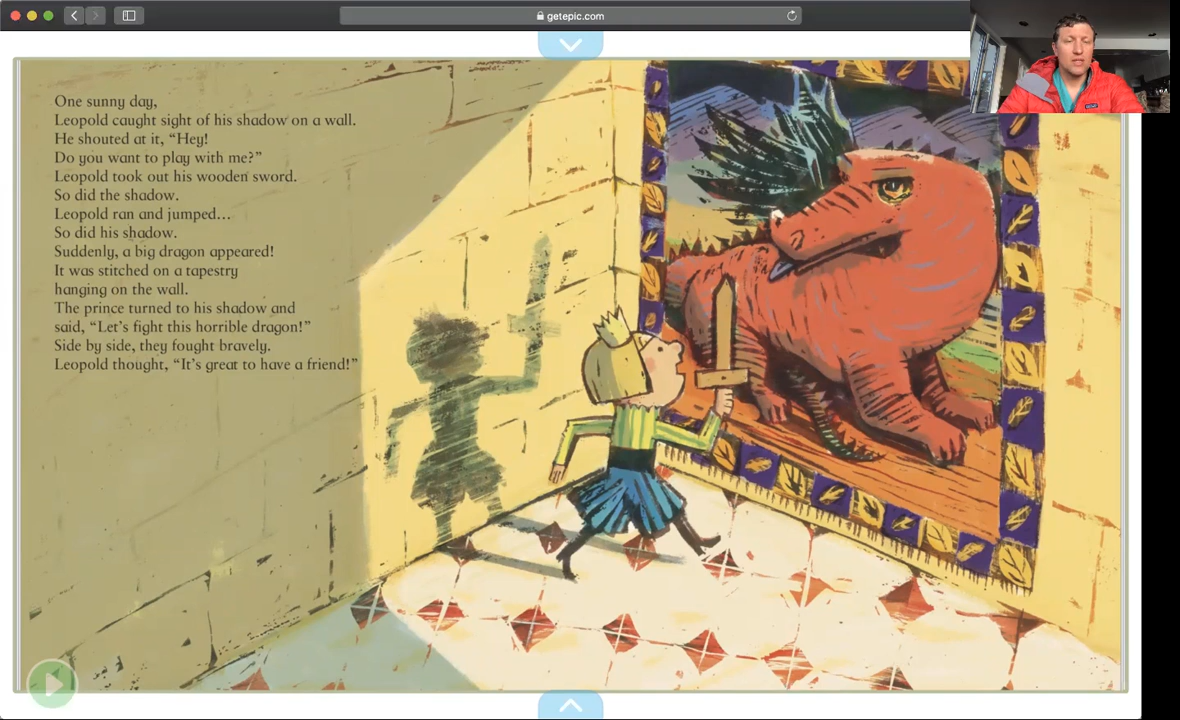 getepic.com
One sunny day,
Leopold caught sight of his shadow on a wall.
He shouted at it, “Hey!
Do you want to play with me?”
Leopold took out his wooden sword.
So did the shadow.
Leopold ran and jumped...
So did his shadow.
Suddenly, a big dragon appeared!
It was stitched on a tapestry
hanging on the wall.
The prince turned to his shadow and
said, “Let’s fight this horrible dragon!”
Side by side, they fought bravely.
Leopold thought, “It’s great to have a friend!”